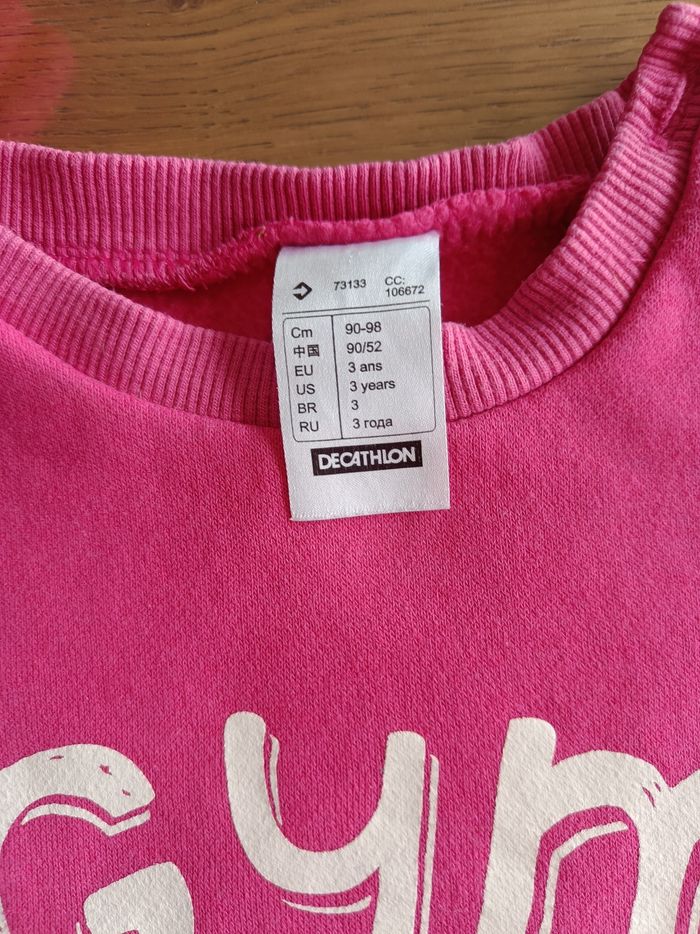 73133 CC:
106672
Cm 90-98
中国 90/52
EU 3 ans
US 3 years
BR 3
RU 3 года
DECATHLON
Gym